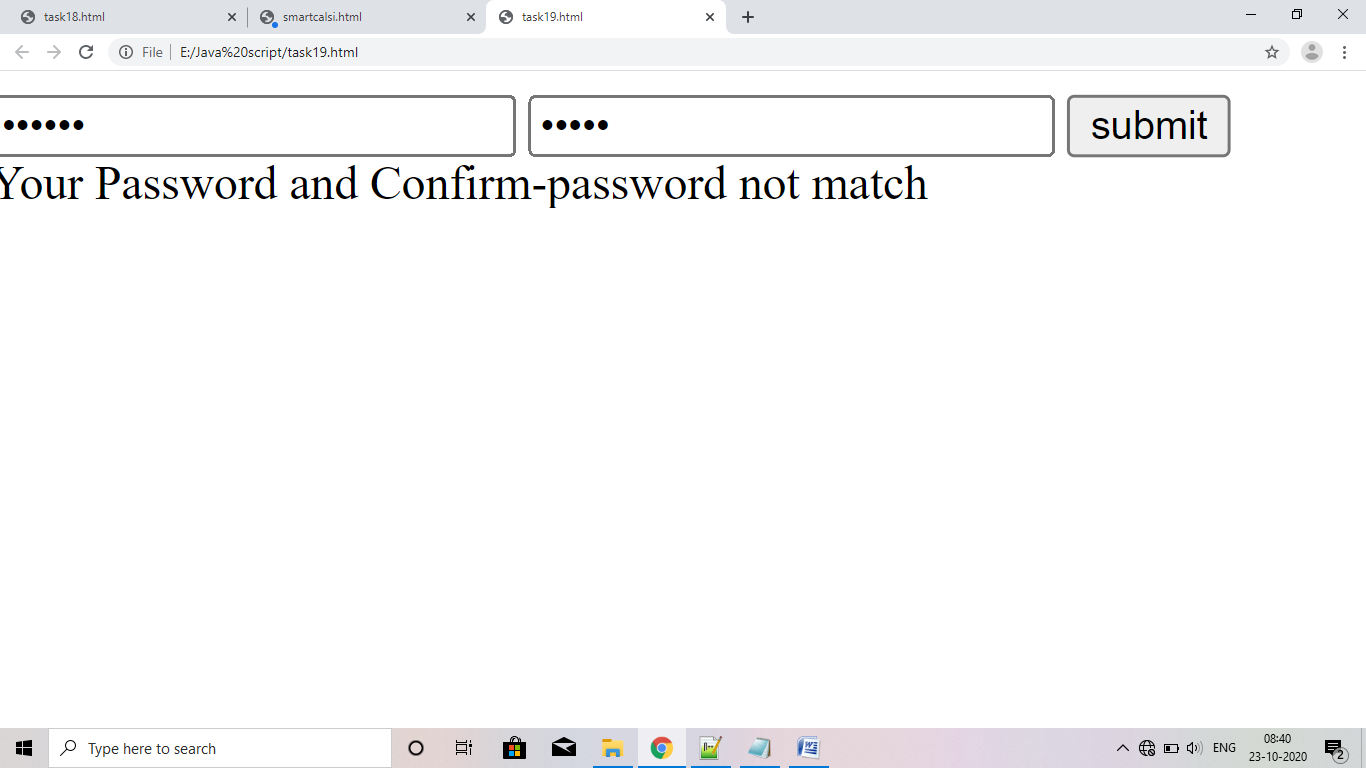 task18.html
smartcalsi.html
task19.html
File
E:/Java%20script/task19.html
•••••• ••••• submit
Your Password and Confirm-password not match
Type here to search
ENG
08:40
23-10-2020
2